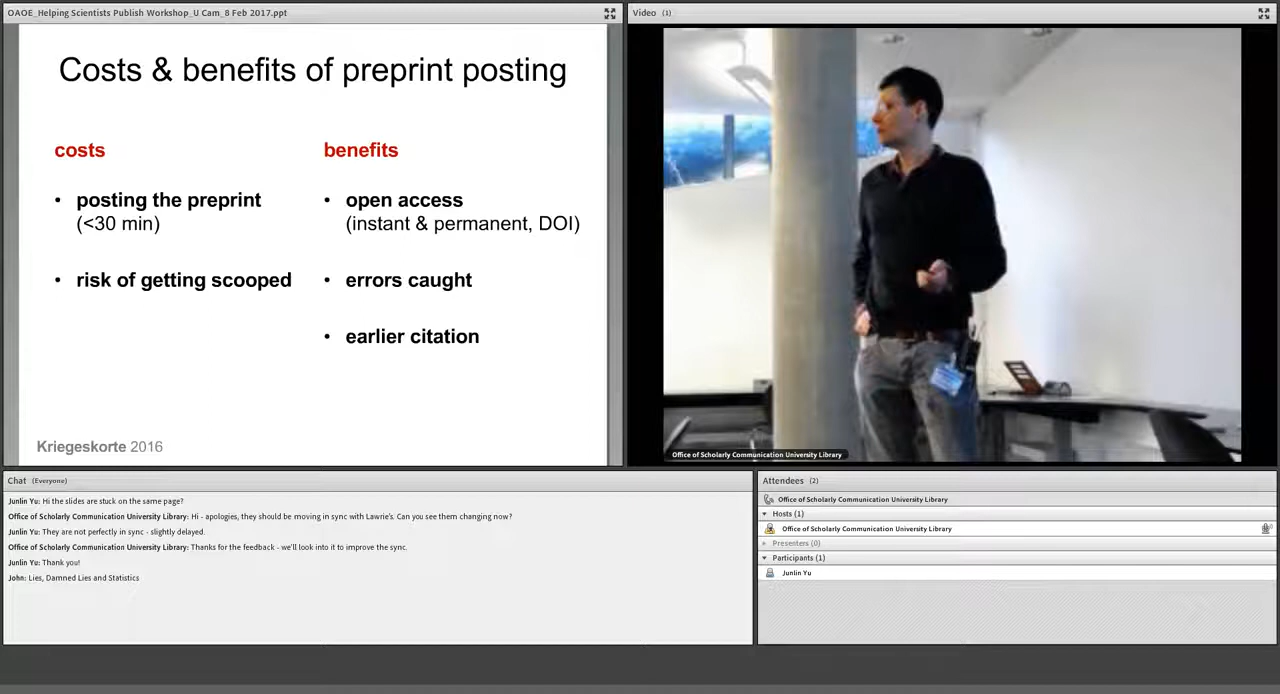 OAOE_Helping Scientists Publish Workshop_U Cam_8 Feb 2017.ppt
Costs & benefits of preprint posting
costs
• posting the preprint
(<30 min)
• risk of getting scooped
benefits
• open access
(instant & permanent, DOI)
• errors caught
• earlier citation
Kriegeskorte 2016
Video (1)
Office of Scholarly Communication University Library
Chat (Everyone)
Junlin Yu: Hi the slides are stuck on the same page?
Office of Scholarly Communication University Library: Hi - apologies, they should be moving in sync with Lawrie's. Can you see them changing now?
Junlin Yu: They are not perfectly in sync - slightly delayed.
Office of Scholarly Communication University Library: Thanks for the feedback - we'll look into it to improve the sync.
Junlin Yu: Thank you!
John: Lies, Damned Lies and Statistics
Attendees (2)
Office of Scholarly Communication University Library
Hosts (1)
Office of Scholarly Communication University Library
Presenters (0)
Participants (1)
Junlin Yu